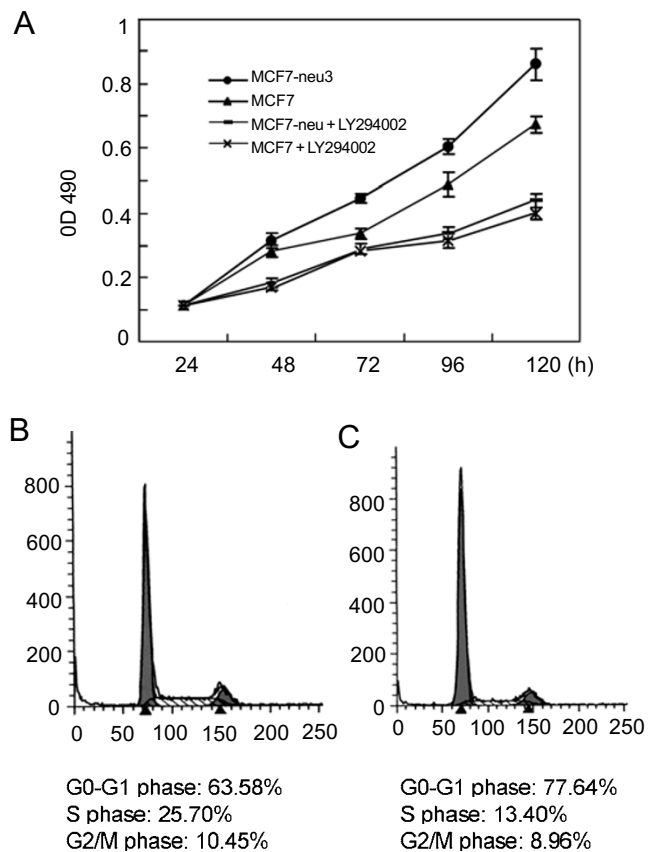 A
1
0.8
0.6
0.4
0.2
0
0D 490
MCF7-neu3
MCF7
MCF7-neu + LY294002
MCF7 + LY294002
24 48 72 96 120 (h)
B
800
600
400
200
0
0 50 100 150 200 250
G0-G1 phase: 63.58%
S phase: 25.70%
G2/M phase: 10.45%
C
800
600
400
200
0
0 50 100 150 200 250
G0-G1 phase: 77.64%
S phase: 13.40%
G2/M phase: 8.96%